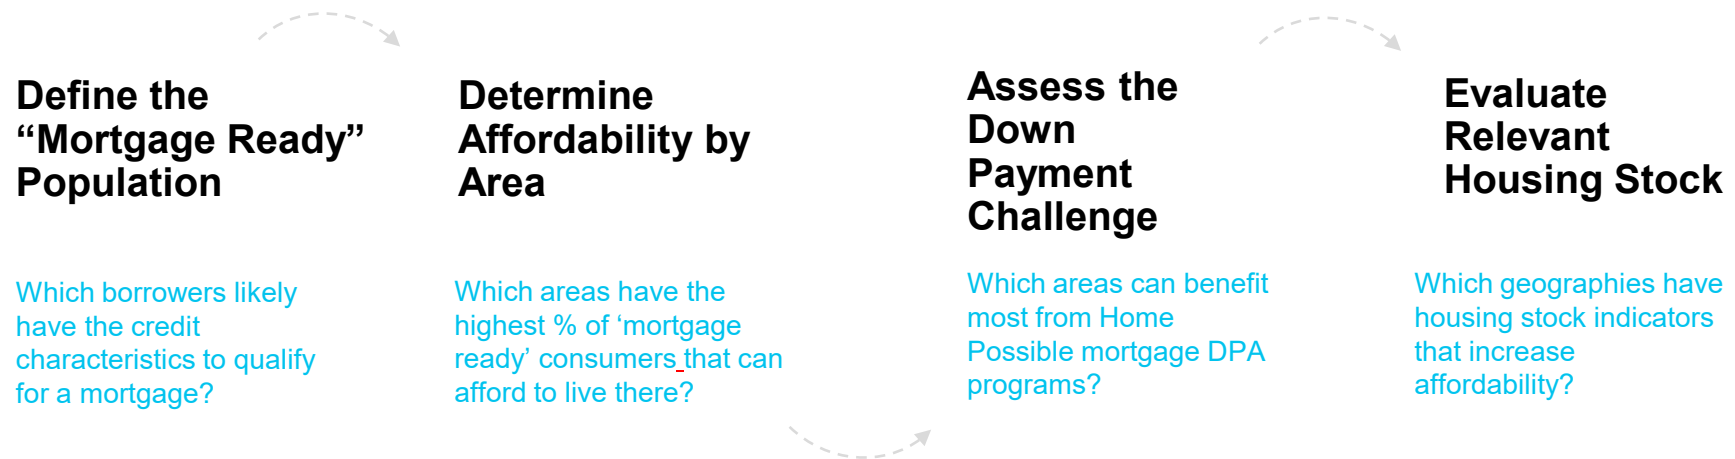 Define the
“Mortgage Ready”
Population
Which borrowers likely
have the credit
characteristics to qualify
for a mortgage?
Determine
Affordability by
Area
Which areas have the
highest % of ‘mortgage
ready’ consumers that can
afford to live there?
Assess the
Down
Payment
Challenge
Which areas can benefit
most from Home
Possible mortgage DPA
programs?
Evaluate
Relevant
Housing Stock
Which geographies have
housing stock indicators
that increase
affordability?